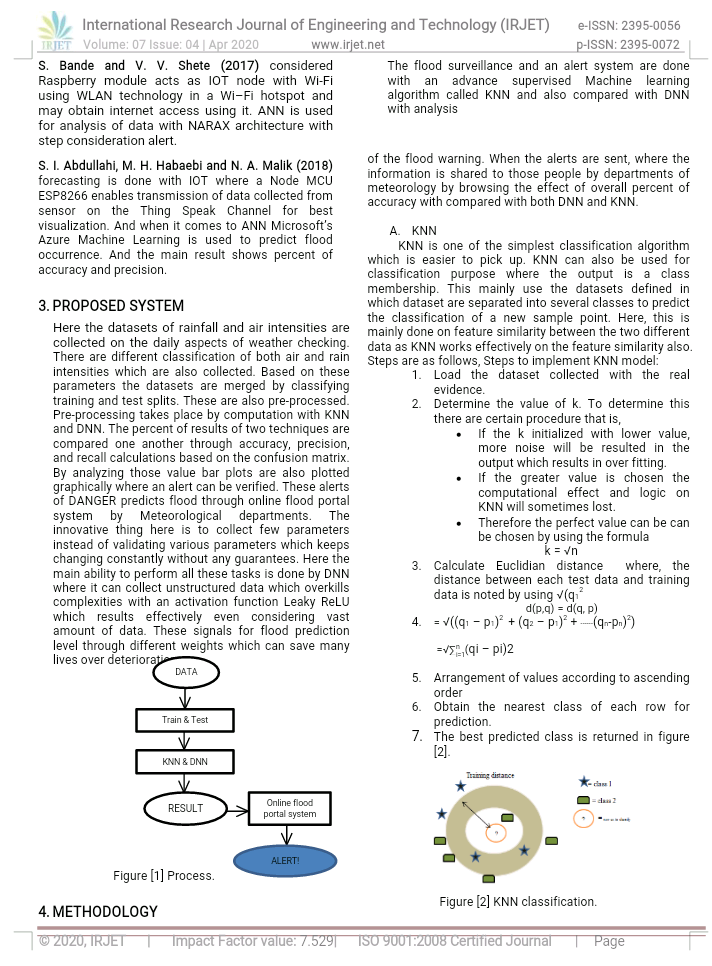 International Research Journal of Engineering and Technology (IRJET)
e-ISSN: 2395-0056
IRJET
Volume: 07 Issue: 04 | Apr 2020
www.irjet.net
p-ISSN: 2395-0072
S. Bande and V. V. Shete (2017) considered
Raspberry module acts as IOT node with Wi-Fi
using WLAN technology in a Wi–Fi hotspot and
may obtain internet access using it. ANN is used
for analysis of data with NARAX architecture with
step consideration alert.
S. I. Abdullahi, M. H. Habaebi and N. A. Malik (2018)
forecasting is done with IOT where a Node MCU
ESP8266 enables transmission of data collected from
sensor on the Thing Speak Channel for best
visualization. And when it comes to ANN Microsoft's
Azure Machine Learning is used to predict flood
occurrence. And the main result shows percent of
accuracy and precision.
3. PROPOSED SYSTEM
Here the datasets of rainfall and air intensities are
collected on the daily aspects of weather checking.
There are different classification of both air and rain
intensities which are also collected. Based on these
parameters the datasets are merged by classifying
training and test splits. These are also pre-processed.
Pre-processing takes place by computation with KNN
and DNN. The percent of results of two techniques are
compared one another through accuracy, precision,
and recall calculations based on the confusion matrix.
By analyzing those value bar plots are also plotted
graphically where an alert can be verified. These alerts
of DANGER predicts flood through online flood portal
system by Meteorological departments. The
innovative thing here is to collect few parameters
instead of validating various parameters which keeps
changing constantly without any guarantees. Here the
main ability to perform all these tasks is done by DNN
where it can collect unstructured data which overkills
complexities with an activation function Leaky ReLU
which results effectively even considering vast
amount of data. These signals for flood prediction
level through different weights which can save many
lives over
DATA
Train & Test
KNN & DNN
RESULT
Online flood
portal system
ALERT!
Figure [1] Process.
4. METHODOLOGY
The flood surveillance and an alert system are done
with an advance supervised Machine learning
algorithm called KNN and also compared with DNN
with analysis
of the flood warning. When the alerts are sent, where the
information is shared to those people by departments of
meteorology by browsing the effect of overall percent of
accuracy with compared with both DNN and KNN.
A. KNN
KNN is one of the simplest classification algorithm
which is easier to pick up. KNN can also be used for
classification purpose where the output is a class
membership. This mainly use the datasets defined in
which dataset are separated into several classes to predict
the classification of a new sample point. Here, this is
mainly done on feature similarity between the two different
data as KNN works effectively on the feature similarity also.
Steps are as follows, Steps to implement KNN model:
1. Load the dataset collected with the real
evidence.
2. Determine the value of k. To determine this
there are certain procedure that is,
• If the k initialized with lower value,
more noise will be resulted in the
output which results in over fitting.
• If the greater value is chosen the
computational effect and logic on
KNN will sometimes lost.
• Therefore the perfect value can be can
be chosen by using the formula
k = √n
3. Calculate Euclidian distance where, the
distance between each test data and training
data is noted by using √(q₁²
d(p,q) = d(q, p)
4. = √((q₁ – p₁)² + (q₂ – p₁)² + ......(qₙ-pₙ)²)
=√∑ⁿᵢ₌₁(qi – pi)2
5. Arrangement of values according to ascending
order
6. Obtain the nearest class of each row for
prediction.
7. The best predicted class is returned in figure
[2].
Training distance
= class 1
= class 2
?
?
Figure [2] KNN classification.
© 2020, IRJET | Impact Factor value: 7.529| ISO 9001:2008 Certified Journal | Page